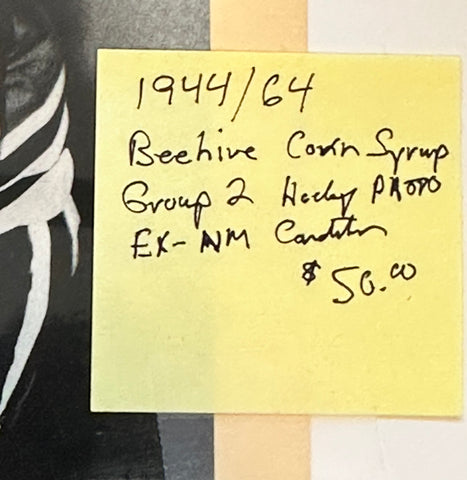 1944/64
Beehive Corn Syrup
Group 2 Hockey PHOTO
EX-NM Condition
$50.00